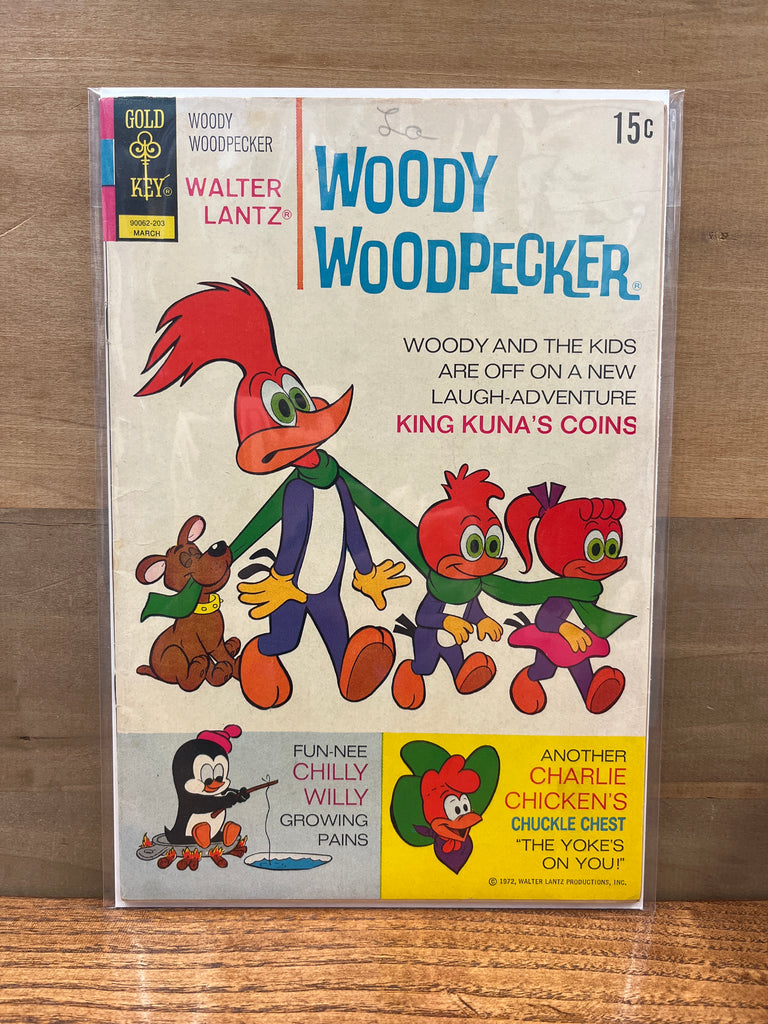 GOLD
KEY®
90062-203
MARCH
WOODY
WOODPECKER
WALTER
LANTZ®
La
15¢
WOODY
WOODPECKER®
WOODY AND THE KIDS
ARE OFF ON A NEW
LAUGH-ADVENTURE
KING KUNA'S COINS
FUN-NEE
CHILLY
WILLY
GROWING
PAINS
ANOTHER
CHARLIE
CHICKEN'S
CHUCKLE CHEST
"THE YOKE'S
ON YOU!"
© 1972, WALTER LANTZ PRODUCTIONS, INC.